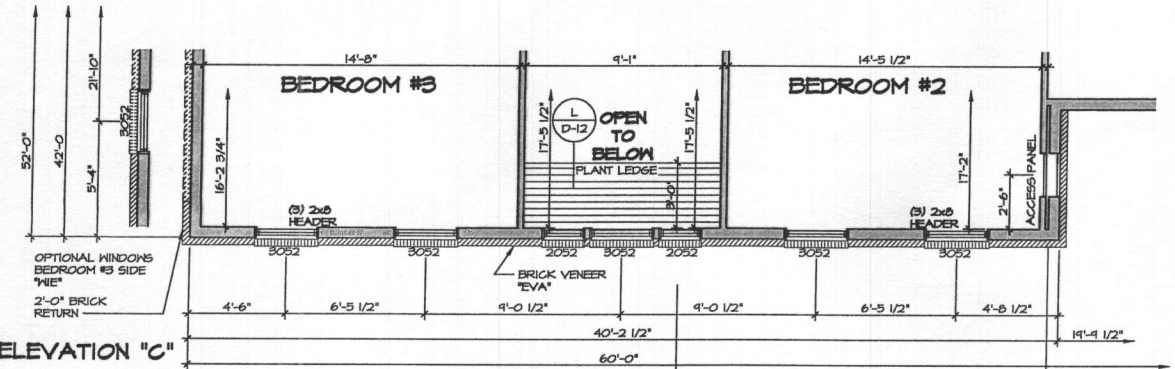 14'-8"
9'-1"
14'-5 1/2"
BEDROOM #3
BEDROOM #2
21'-10"
3052
52'-0"
42'-0
5'-4"
16'-2 3/4"
17'-5 1/2"
L
D-12
OPEN
TO
BELOW
PLANT LEDGE
17'-5 1/2"
3'-0"
17'-2"
2'-6"
ACCESS PANEL
(3) 2x8
HEADER
(3) 2x8
HEADER
3052
3052
2052
3052
2052
3052
3052
OPTIONAL WINDOWS
BEDROOM #3 SIDE
"WIE"
2'-0" BRICK
RETURN
BRICK VENEER
"EVA"
4'-6"
6'-5 1/2"
9'-0 1/2"
9'-0 1/2"
6'-5 1/2"
4'-8 1/2"
40'-2 1/2"
19'-9 1/2"
60'-0"
ELEVATION "C"